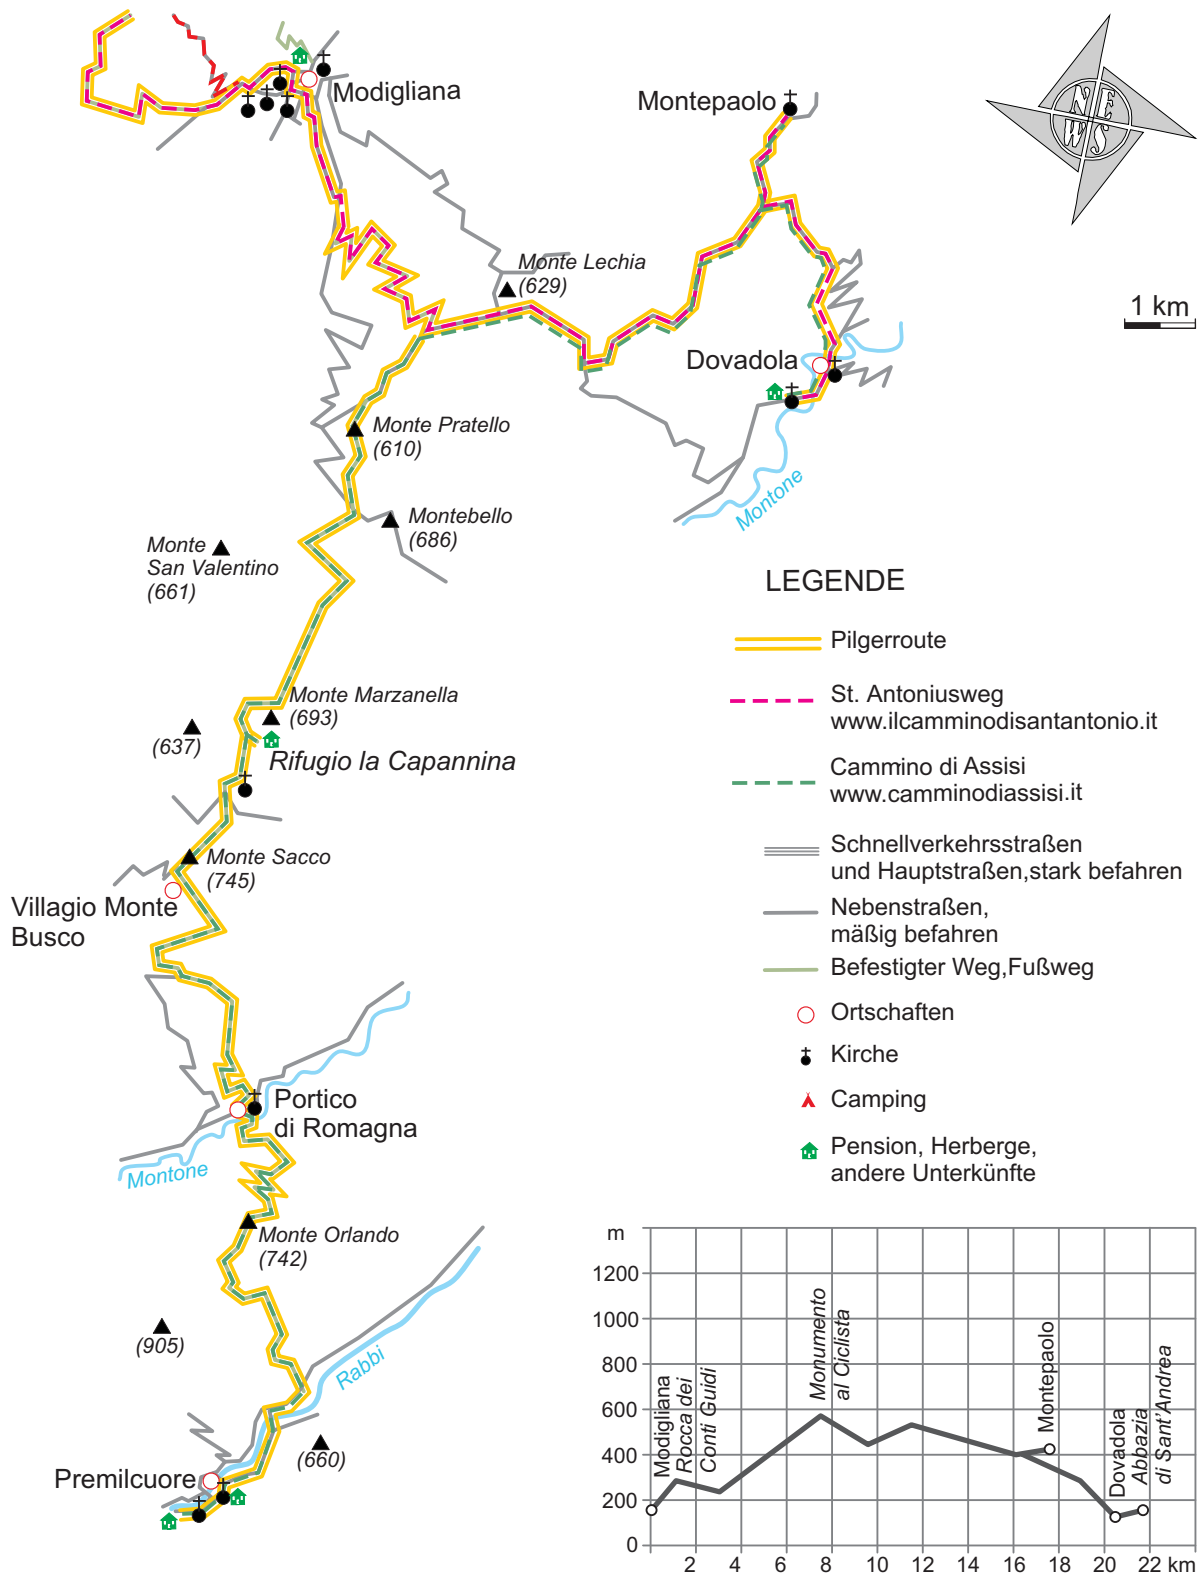 Modigliana
Montepaolo
N
E
W
S
Monte Lechia
(629)
1 km
Dovadola
Monte Pratello
(610)
Montone
Montebello
(686)
Monte
San Valentino
(661)
LEGENDE
Pilgerroute
St. Antoniusweg
www.ilcamminodisantantonio.it
Cammino di Assisi
www.camminodiassisi.it
Schnellverkehrsstraßen
und Hauptstraßen,stark befahren
Nebenstraßen,
mäßig befahren
Befestigter Weg,Fußweg
Ortschaften
Kirche
Camping
Pension, Herberge,
andere Unterkünfte
Monte Marzanella
(693)
(637)
Rifugio la Capannina
Monte Sacco
(745)
Villagio Monte
Busco
Portico
di Romagna
Montone
Monte Orlando
(742)
(905)
Rabbi
(660)
Premilcuore
m
1200
1000
800
600
400
200
0
2
4
6
8
10
12
14
16
18
20
22 km
Modigliana
Rocca dei
Conti Guidi
Monumento
al Ciclista
Montepaolo
Dovadola
Abbazia
di Sant'Andrea